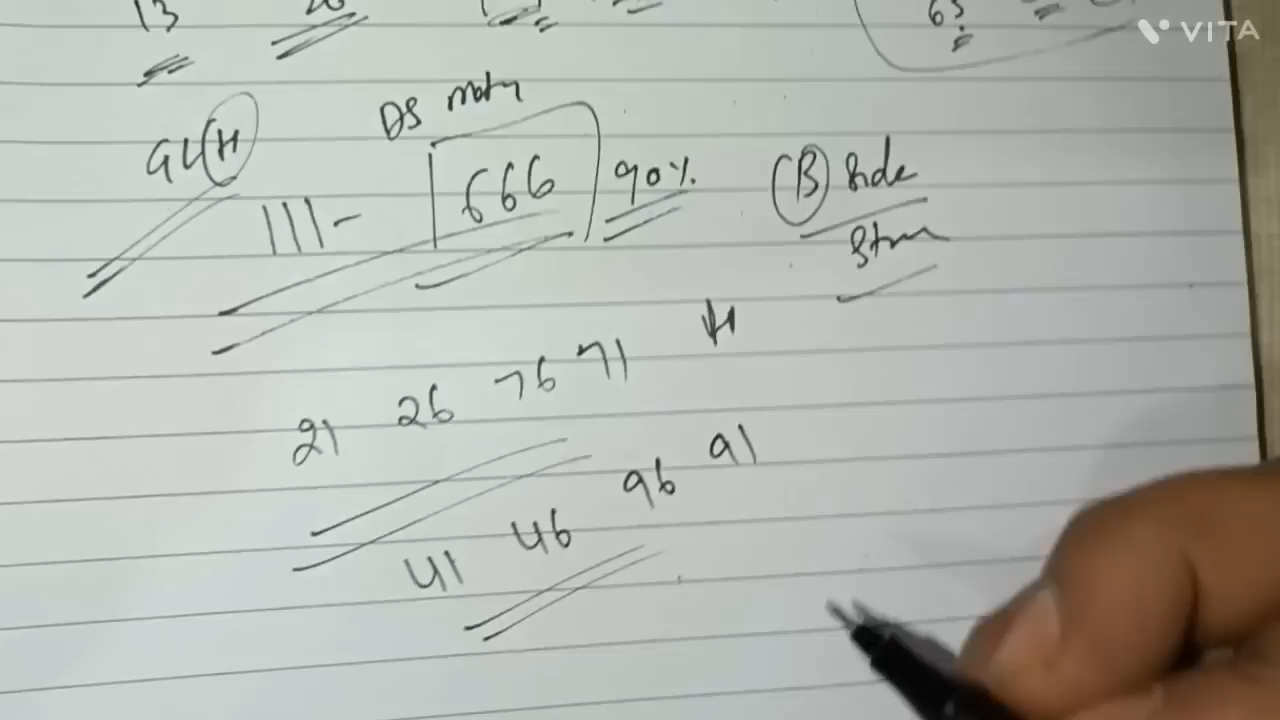 13
63
VITA
DS
GL(H)
111- 666 90% (B) Side
21 26 76 71
41 46 96 91